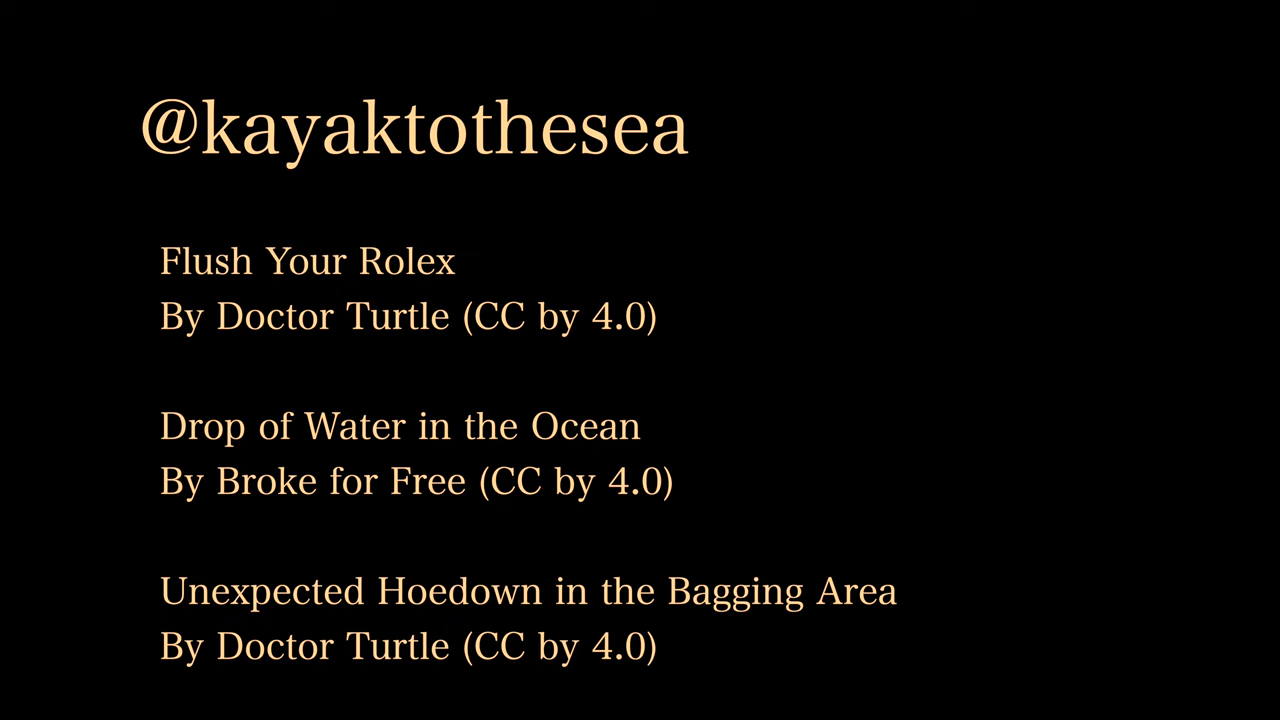 @kayaktothesea
Flush Your Rolex
By Doctor Turtle (CC by 4.0)
Drop of Water in the Ocean
By Broke for Free (CC by 4.0)
Unexpected Hoedown in the Bagging Area
By Doctor Turtle (CC by 4.0)